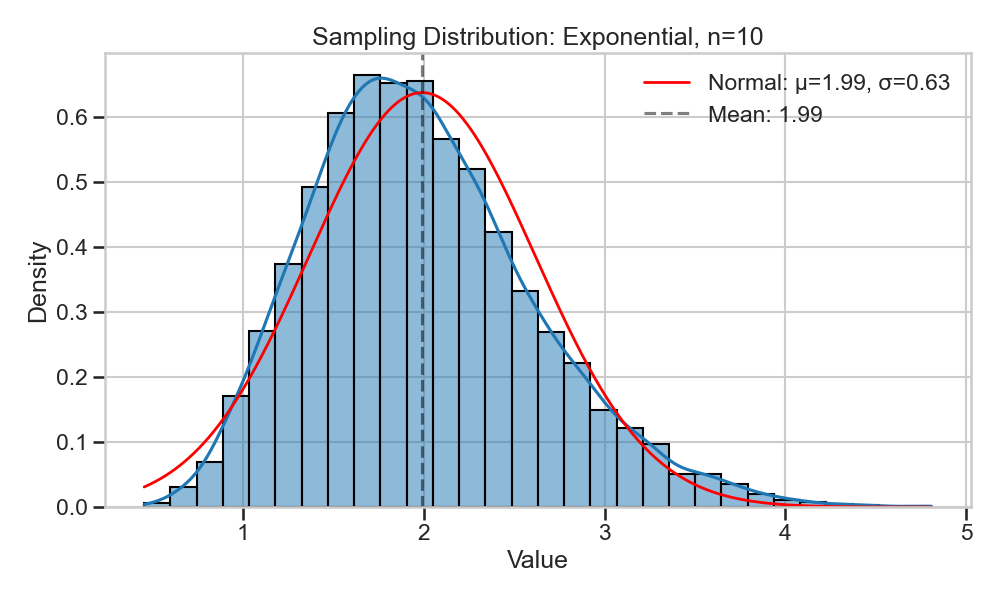 Sampling Distribution: Exponential, n=10
Normal: μ=1.99, σ=0.63
Mean: 1.99
Density
0.6
0.5
0.4
0.3
0.2
0.1
0.0
1 2 3 4 5
Value